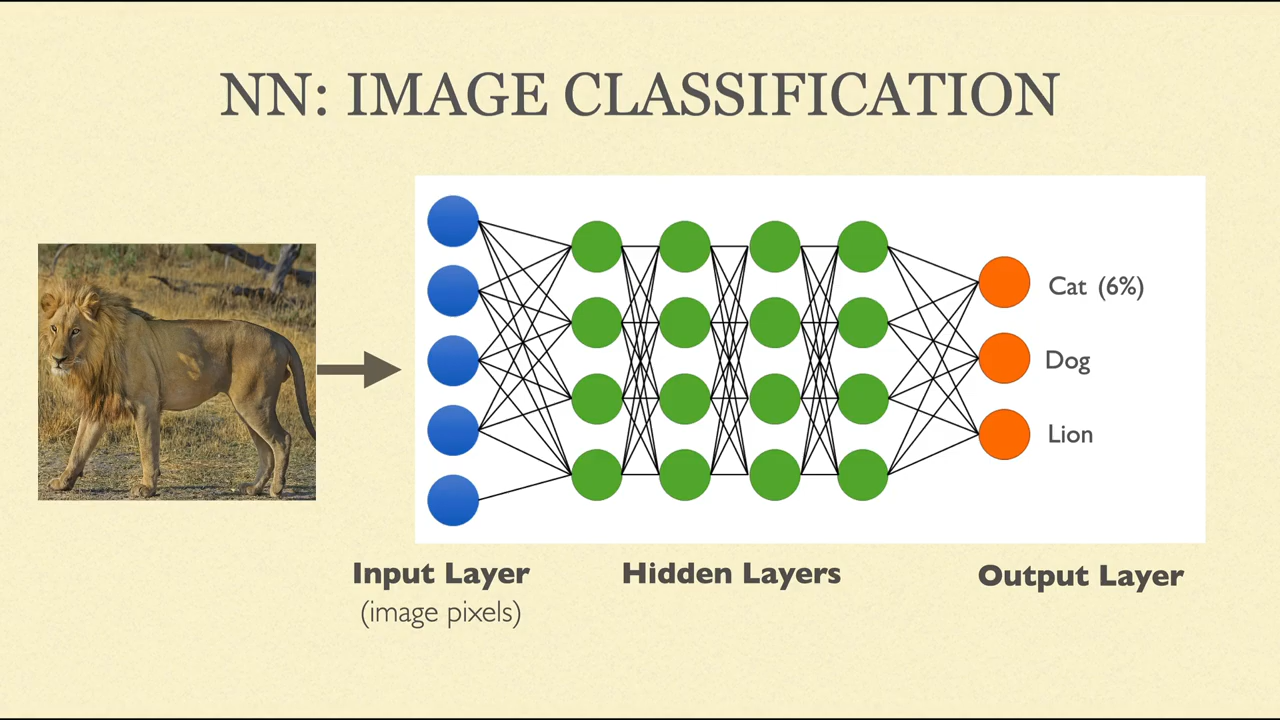 NN: IMAGE CLASSIFICATION
Cat (6%)
Dog
Lion
Input Layer
(image pixels)
Hidden Layers
Output Layer